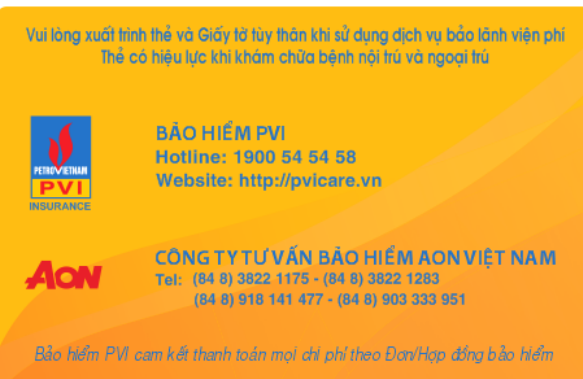 Vui lòng xuất trình thẻ và Giấy tờ tùy thân khi sử dụng dịch vụ bảo lãnh viện phí
Thẻ có hiệu lực khi khám chữa bệnh nội trú và ngoại trú
PETROVIETNAM
PVI
INSURANCE
BẢO HIỂM PVI
Hotline: 1900 54 54 58
Website: http://pvicare.vn
AON
CÔNG TY TƯ VẤN BẢO HIỂM AON VIỆT NAM
Tel: (84 8) 3822 1175 - (84 8) 3822 1283
(84 8) 918 141 477 - (84 8) 903 333 951
Bảo hiểm PVI cam kết thanh toán mọi chi phí theo Đơn/Hợp đồng bảo hiểm